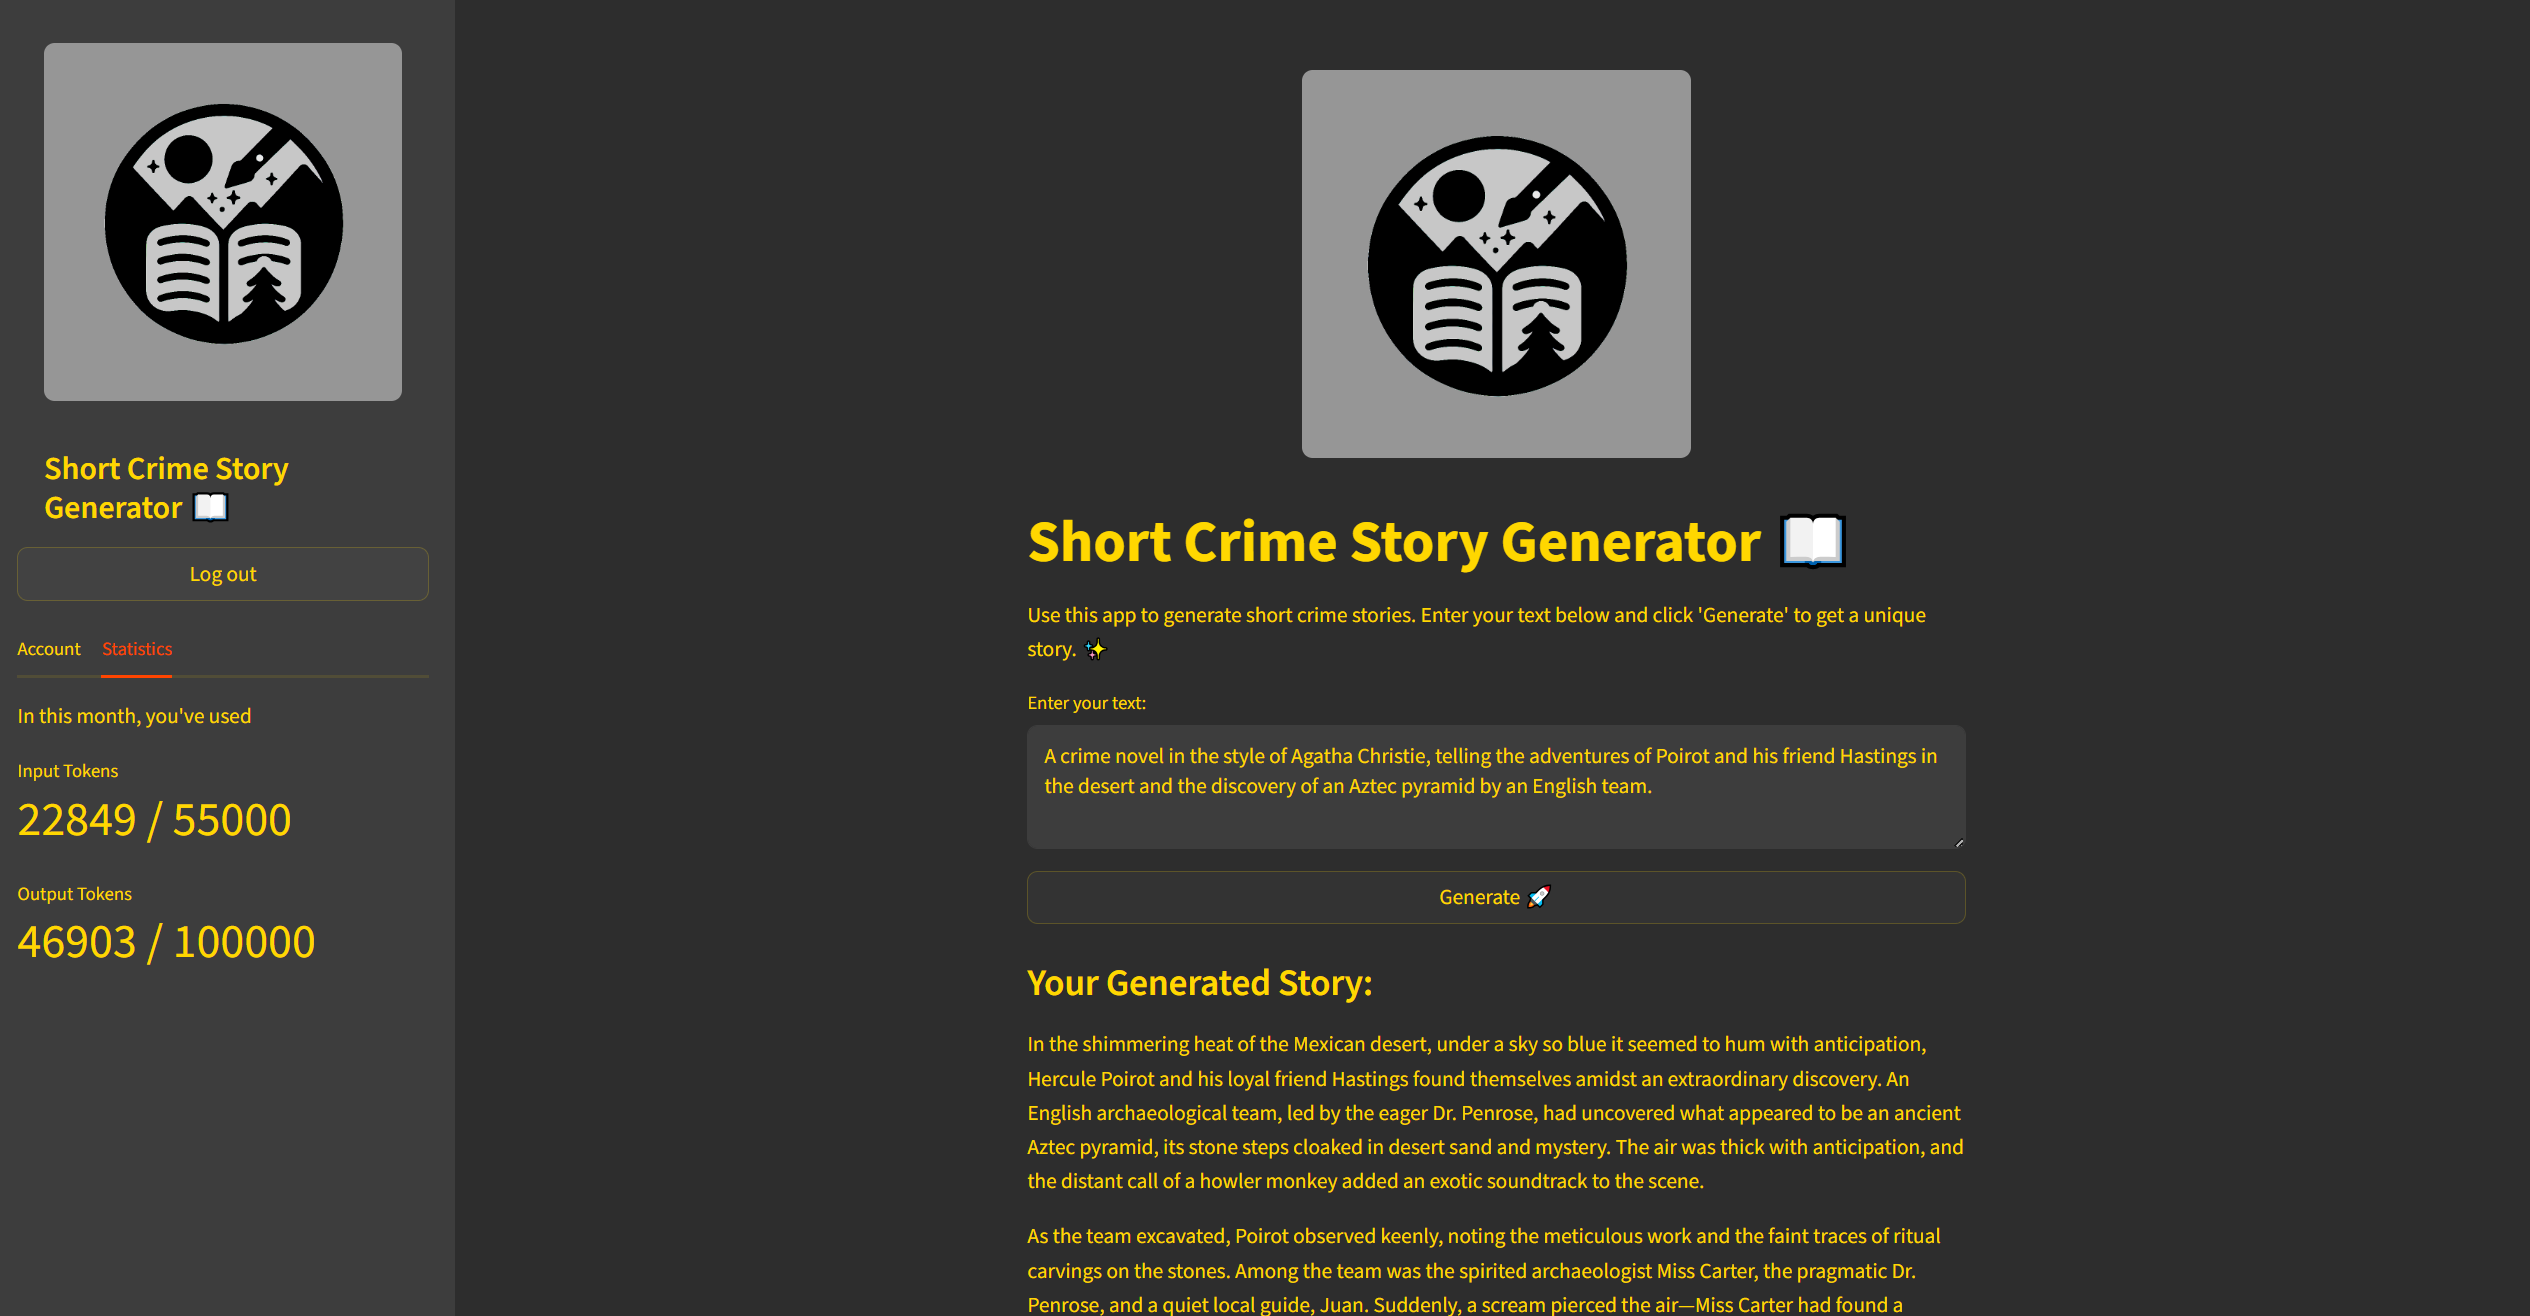 Short Crime Story
Generator 📖
Log out
Account Statistics
In this month, you've used
Input Tokens
22849 / 55000
Output Tokens
46903 / 100000
Short Crime Story Generator 📖
Use this app to generate short crime stories. Enter your text below and click 'Generate' to get a unique
story. ✨
Enter your text:
A crime novel in the style of Agatha Christie, telling the adventures of Poirot and his friend Hastings in
the desert and the discovery of an Aztec pyramid by an English team.
Generate 🚀
Your Generated Story:
In the shimmering heat of the Mexican desert, under a sky so blue it seemed to hum with anticipation,
Hercule Poirot and his loyal friend Hastings found themselves amidst an extraordinary discovery. An
English archaeological team, led by the eager Dr. Penrose, had uncovered what appeared to be an ancient
Aztec pyramid, its stone steps cloaked in desert sand and mystery. The air was thick with anticipation, and
the distant call of a howler monkey added an exotic soundtrack to the scene.
As the team excavated, Poirot observed keenly, noting the meticulous work and the faint traces of ritual
carvings on the stones. Among the team was the spirited archaeologist Miss Carter, the pragmatic Dr.
Penrose, and a quiet local guide, Juan. Suddenly, a scream pierced the air—Miss Carter had found a